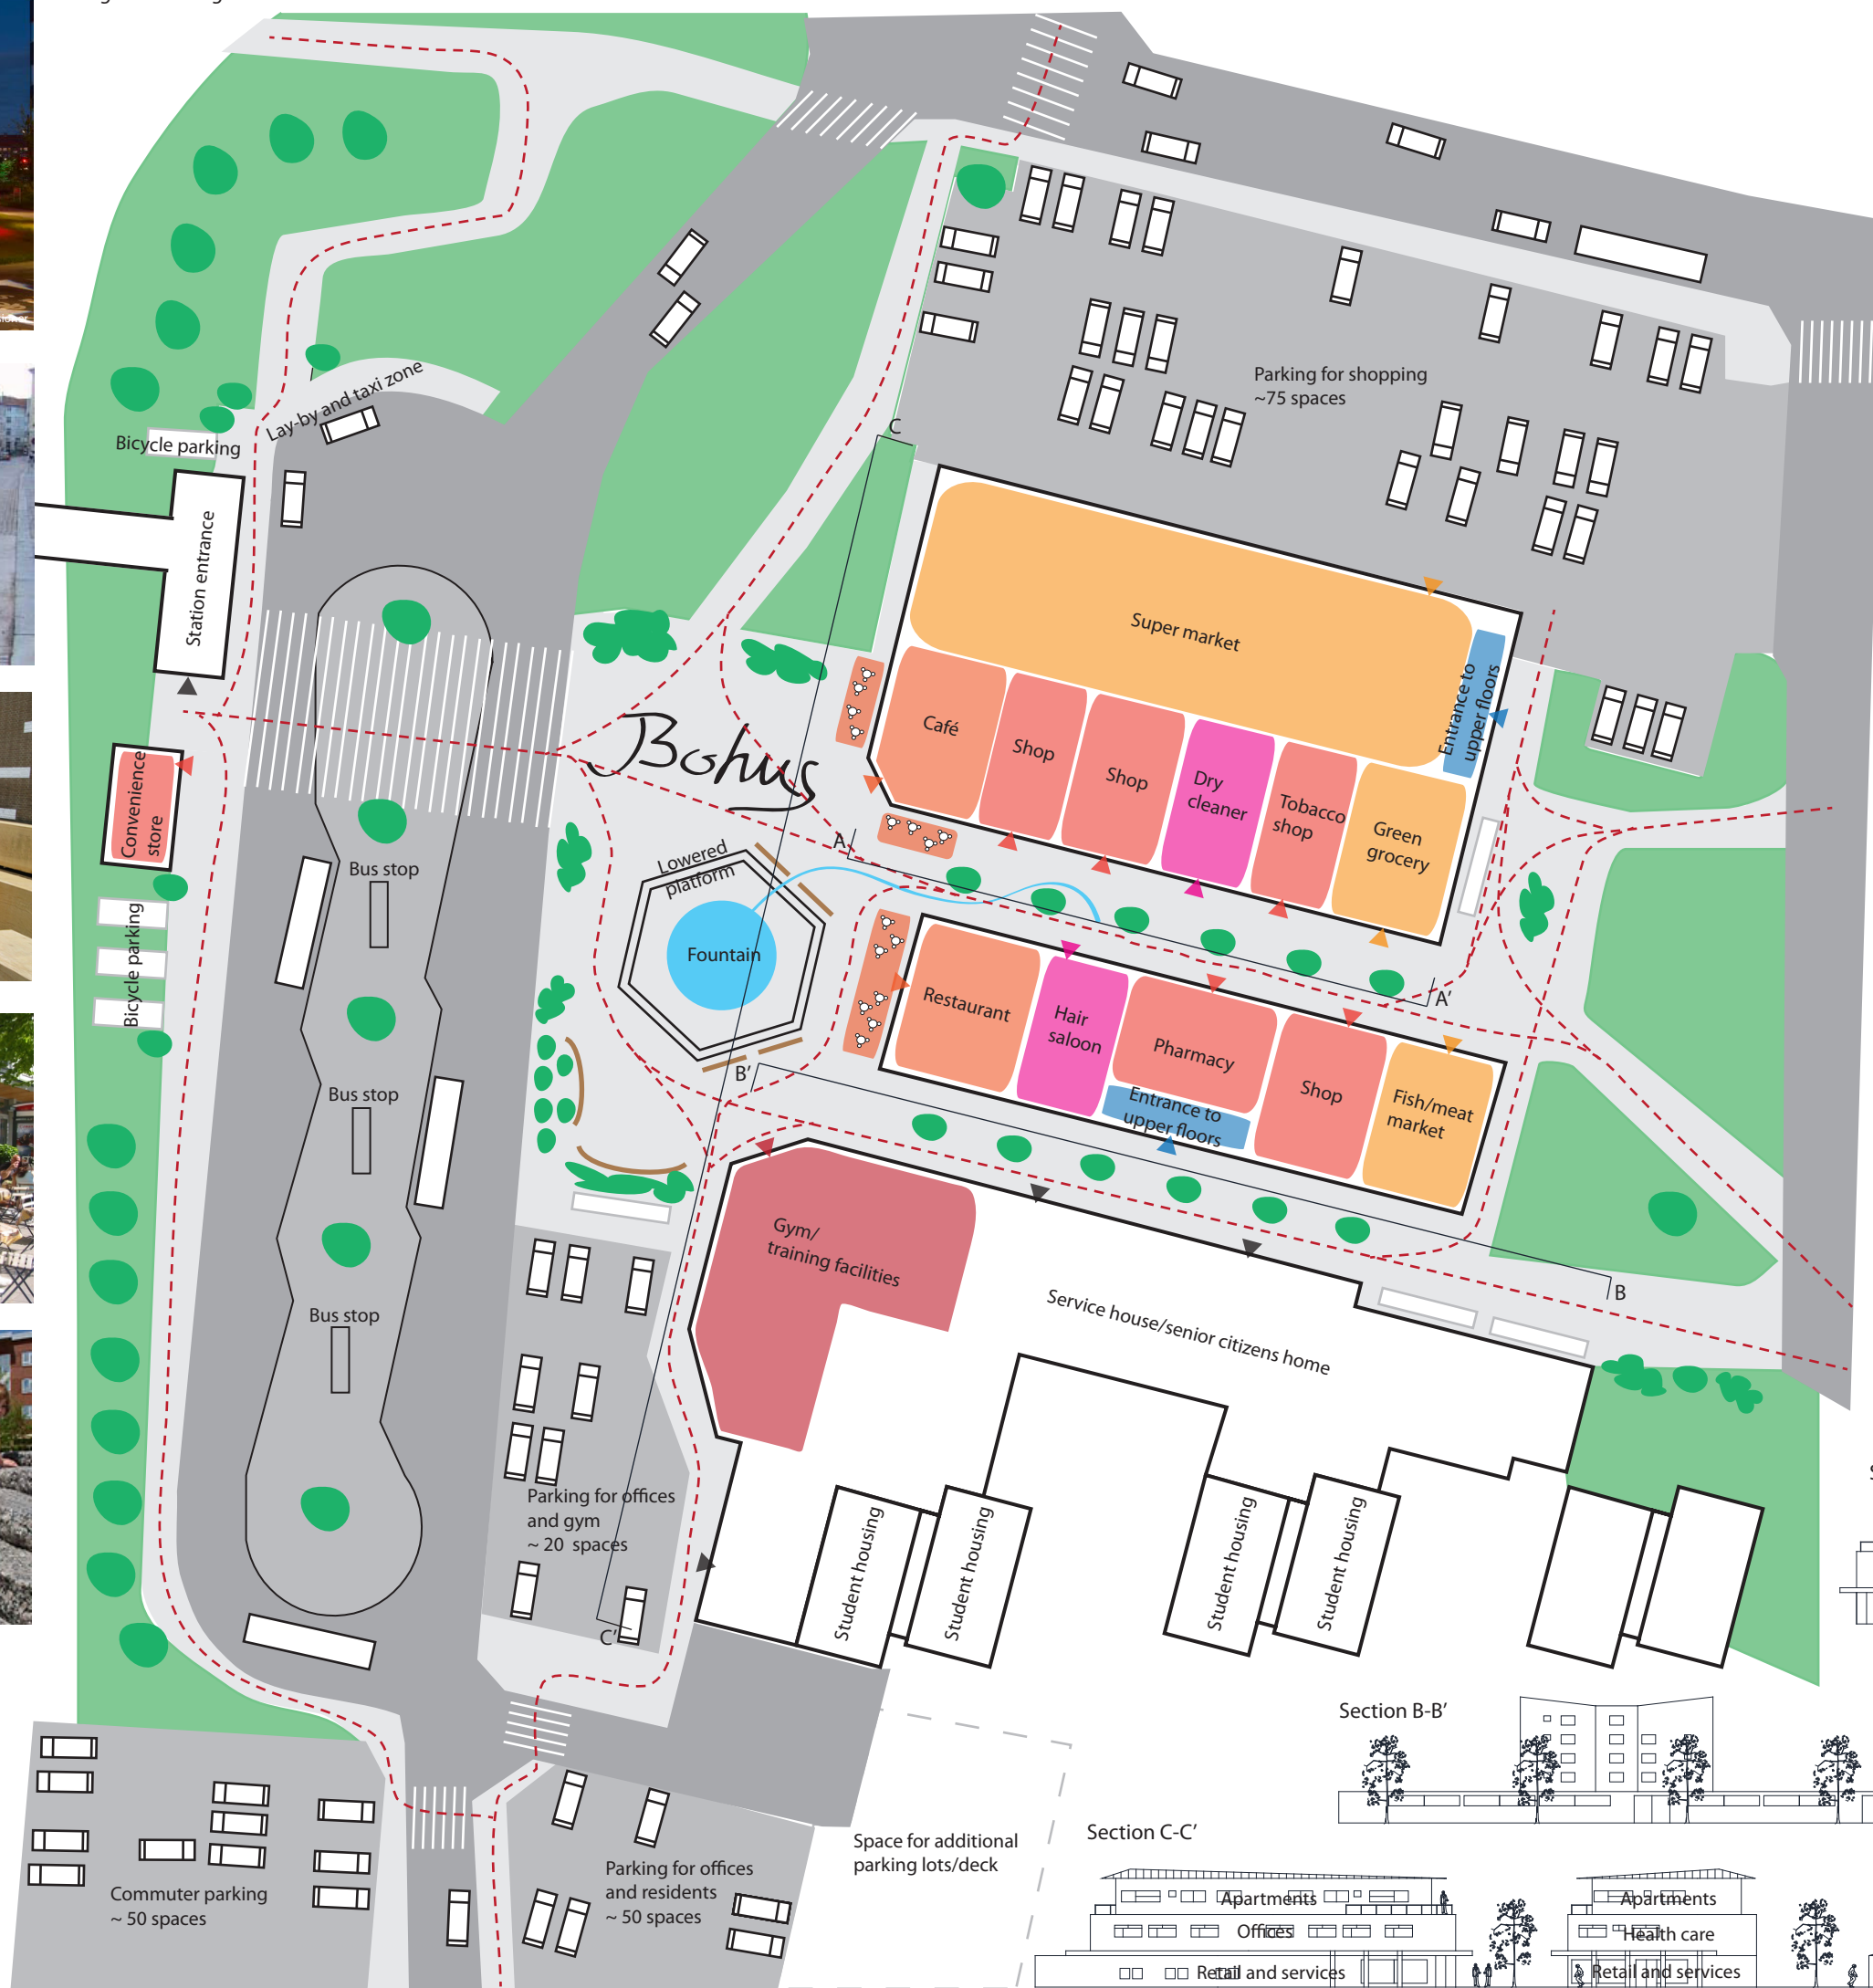 Lay-by and taxi zone
Bicycle parking
Station entrance
Parking for shopping
~75 spaces
C
Super market
Entrance to
upper floors
Café
Shop
Shop
Dry
cleaner
Tobacco
shop
Green
grocery
Bohus
Convenience
store
A
Lowered
platform
Bus stop
Fountain
Bicycle parking
A'
Restaurant
Hair
saloon
Pharmacy
Entrance to
upper floors
Shop
Fish/meat
market
B'
Bus stop
B
Gym/
training facilities
Service house/senior citizens home
Bus stop
Parking for offices
and gym
~ 20 spaces
Student housing
Student housing
Student housing
Student housing
C'
Section B-B'
Section C-C'
Space for additional
parking lots/deck
Parking for offices
and residents
~ 50 spaces
Commuter parking
~ 50 spaces
Apartments
Offices
Retail and services
Apartments
Health care
Retail and services